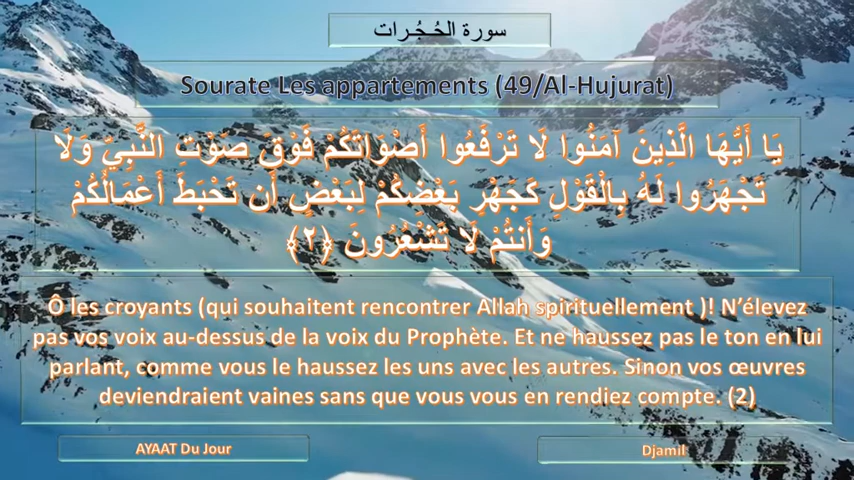 سورة الحُـجُـرات
Sourate Les appartements (49/Al-Hujurat)
يَا أَيُّهَا الَّذِينَ آمَنُوا لَا تَرْفَعُوا أَصْوَاتَكُمْ فَوْقَ صَوْتِ النَّبِيِّ وَلَا
تَجْهَرُوا لَهُ بِالْقَوْلِ كَجَهْرِ بَعْضِكُمْ لِبَعْضٍ أَن تَحْبَطَ أَعْمَالُكُمْ
وَأَنتُمْ لَا تَشْعُرُونَ ﴿٢﴾
Ô les croyants (qui souhaitent rencontrer Allah spirituellement )! N’élevez
pas vos voix au-dessus de la voix du Prophète. Et ne haussez pas le ton en lui
parlant, comme vous le haussez les uns avec les autres. Sinon vos œuvres
deviendraient vaines sans que vous vous en rendiez compte. (2)
AYAAT Du Jour
Djamil